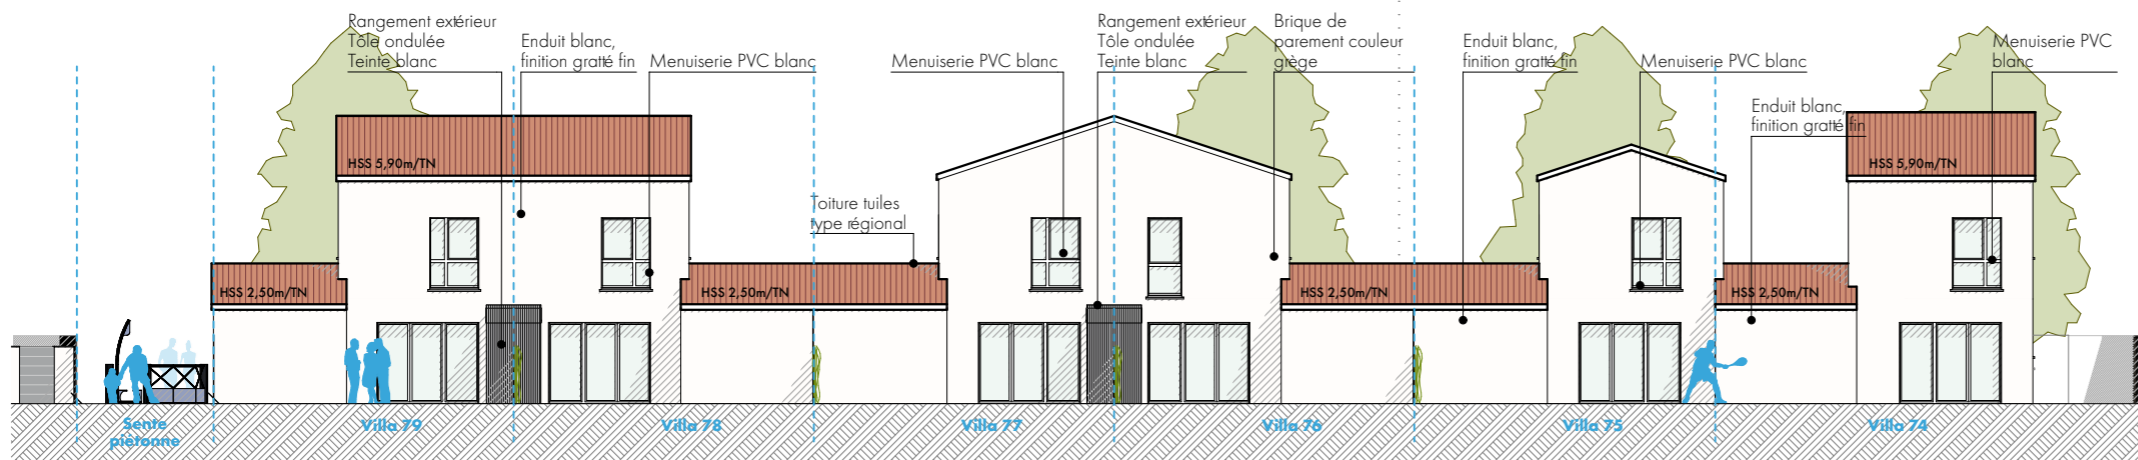 Rangement extérieur
Tôle ondulée
Teinte blanc
Enduit blanc,
finition gratté fin
Menuiserie PVC blanc
Menuiserie PVC blanc
Rangement extérieur
Tôle ondulée
Teinte blanc
Brique de
parement couleur
grège
Enduit blanc,
finition gratté fin
Menuiserie PVC blanc
Menuiserie PVC
blanc
Enduit blanc,
finition gratté fin
HSS 5,90m/TN
HSS 5,90m/TN
Toiture tuiles
type régional
HSS 2,50m/TN
HSS 2,50m/TN
HSS 2,50m/TN
HSS 2,50m/TN
Sente
piètonne
Villa 79
Villa 78
Villa 77
Villa 76
Villa 75
Villa 74